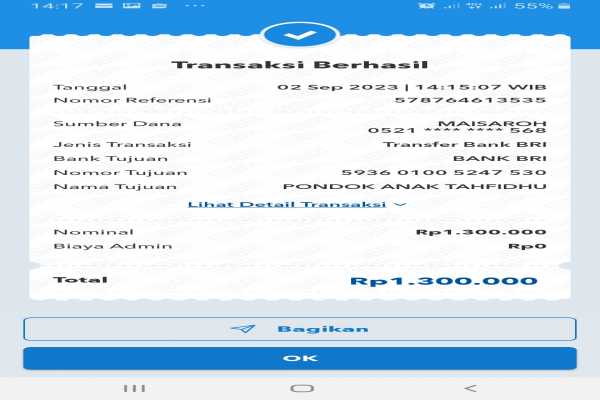 14:17 ··· 55%
Transaksi Berhasil
Tanggal 02 Sep 2023 | 14:15:07 WIB
Nomor Referensi 578764613535
Sumber Dana MAISAROH
0521 **** **** 568
Jenis Transaksi Transfer Bank BRI
Bank Tujuan BANK BRI
Nomor Tujuan 5936 0100 5247 530
Nama Tujuan PONDOK ANAK TAHFIDHU
Lihat Detail Transaksi
Nominal Rp1.300.000
Biaya Admin Rp0
Total Rp1.300.000
Bagikan
OK